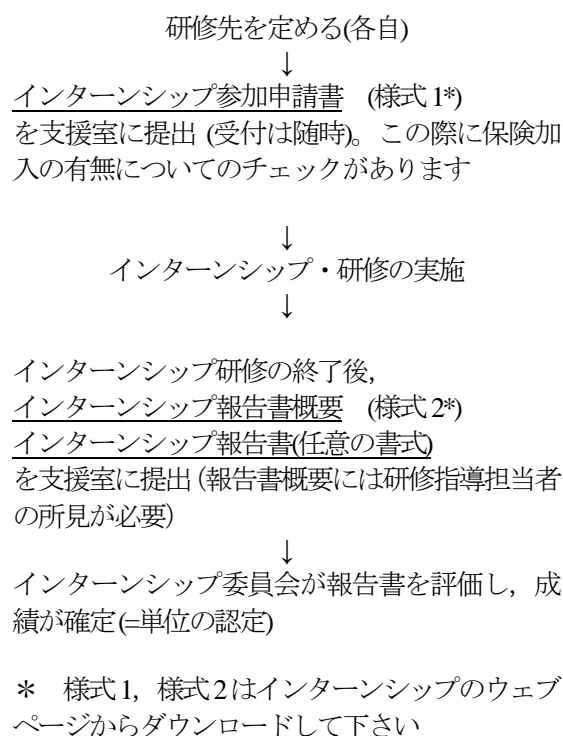 研修先を定める(各自)
↓
インターンシップ参加申請書　(様式1*)
を支援室に提出 (受付は随時)。この際に保険加
入の有無についてのチェックがあります
↓
インターンシップ・研修の実施
↓
インターンシップ研修の終了後,
インターンシップ報告書概要　(様式2*)
インターンシップ報告書(任意の書式)
を支援室に提出 (報告書概要には研修指導担当者
の所見が必要)
↓
インターンシップ委員会が報告書を評価し，成
績が確定(=単位の認定)
＊　様式1，様式2はインターンシップのウェブ
ページからダウンロードして下さい